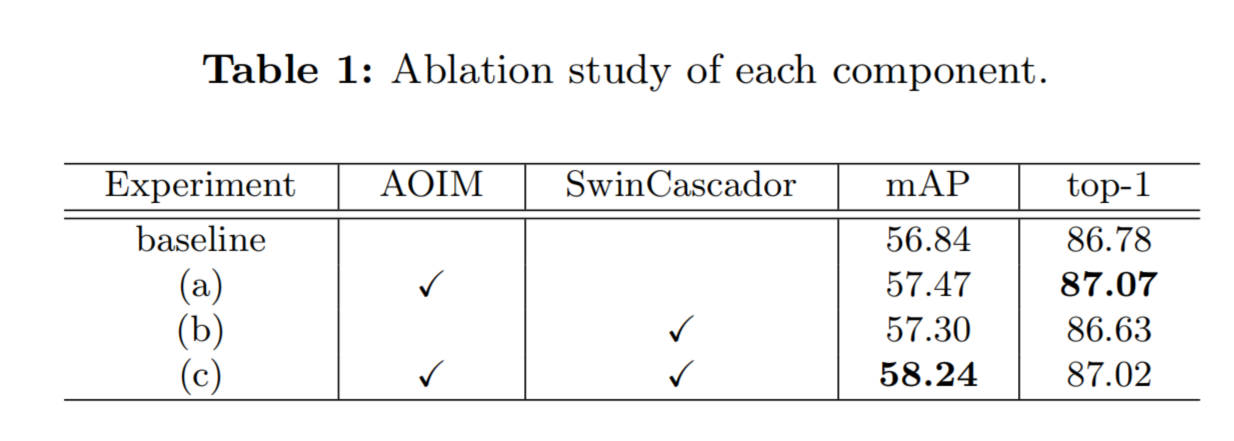 Table 1: Ablation study of each component.
Experiment AOIM SwinCascador mAP top-1
baseline 56.84 86.78
(a) ✓ 57.47 87.07
(b) ✓ 57.30 86.63
(c) ✓ ✓ 58.24 87.02